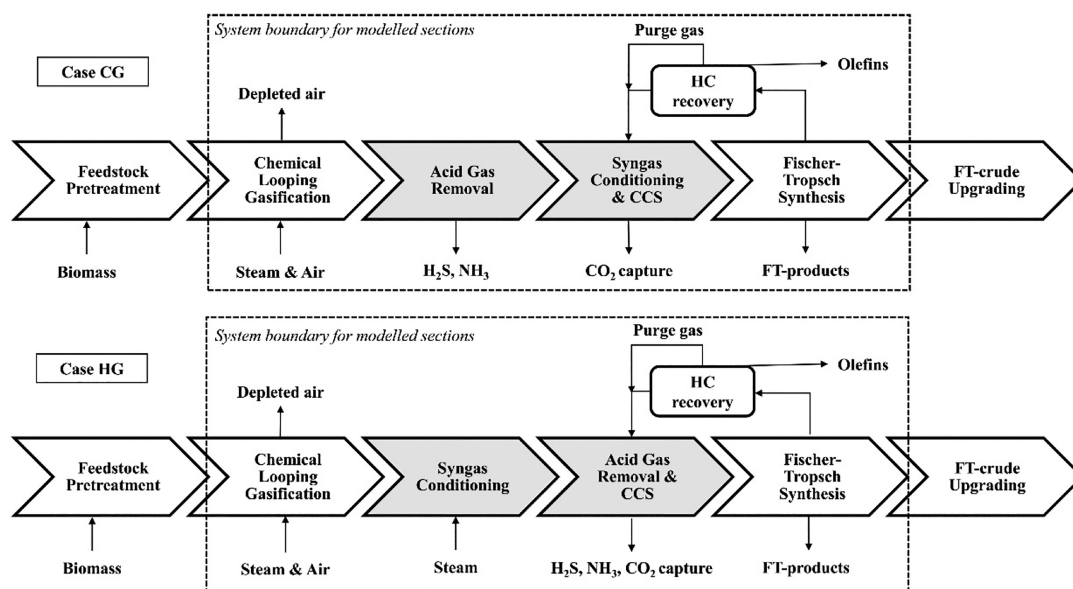 System boundary for modelled sections
Purge gas
Case CG
HC
recovery
Olefins
Depleted air
Feedstock
Pretreatment
Chemical
Looping
Gasification
Acid Gas
Removal
Syngas
Conditioning
& CCS
Fischer-
Tropsch
Synthesis
FT-crude
Upgrading
Biomass
Steam & Air
H₂S, NH₃
CO₂ capture
FT-products
System boundary for modelled sections
Purge gas
Case HG
HC
recovery
Olefins
Depleted air
Feedstock
Pretreatment
Chemical
Looping
Gasification
Syngas
Conditioning
Acid Gas
Removal &
CCS
Fischer-
Tropsch
Synthesis
FT-crude
Upgrading
Biomass
Steam & Air
Steam
H₂S, NH₃, CO₂ capture
FT-products